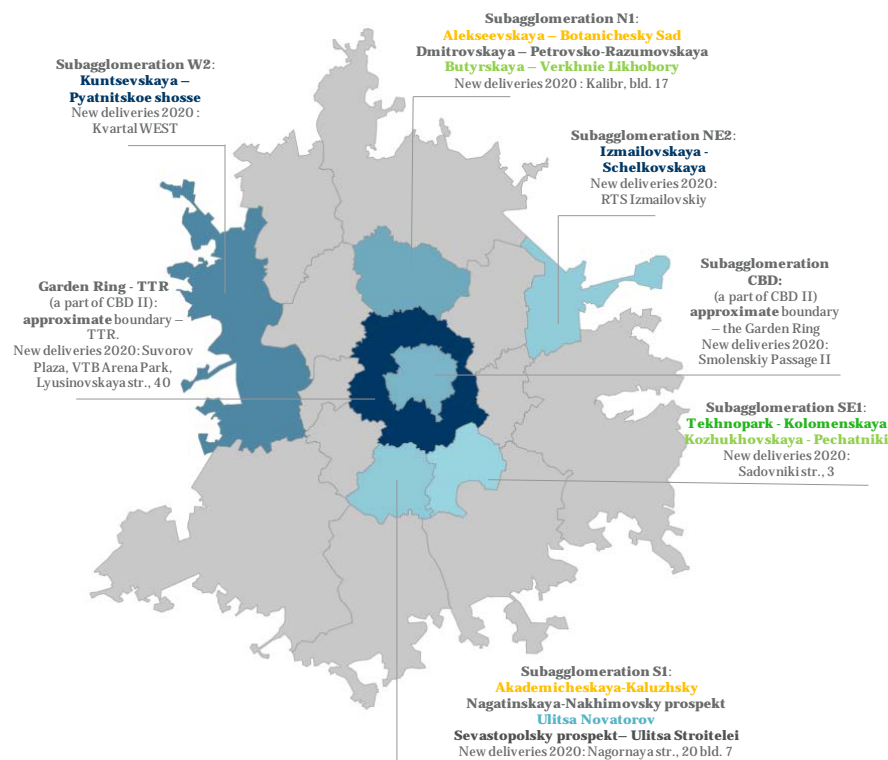 Subagglomeration N1:
Alekseevskaya – Botanichesky Sad
Dmitrovskaya – Petrovsko-Razumovskaya
Butyrskaya – Verkhnie Likhobory
New deliveries 2020 : Kalibr, bld. 17
Subagglomeration W2:
Kuntsevskaya –
Pyatnitskoe shosse
New deliveries 2020 :
Kvartal WEST
Subagglomeration NE2:
Izmailovskaya -
Schelkovskaya
New deliveries 2020:
RTS Izmailovskiy
Garden Ring - TTR
(a part of CBD II):
approximate boundary –
TTR.
New deliveries 2020: Suvorov
Plaza, VTB Arena Park,
Lyusinovskaya str., 40
Subagglomeration
CBD:
(a part of CBD II)
approximate boundary
– the Garden Ring
New deliveries 2020:
Smolenskiy Passage II
Subagglomeration SE1:
Tekhnopark - Kolomenskaya
Kozhukhovskaya - Pechatniki
New deliveries 2020:
Sadovniki str., 3
Subagglomeration S1:
Akademicheskaya-Kaluzhsky
Nagatinskaya-Nakhimovsky prospekt
Ulitsa Novatorov
Sevastopolsky prospekt– Ulitsa Stroitelei
New deliveries 2020: Nagornaya str., 20 bld. 7